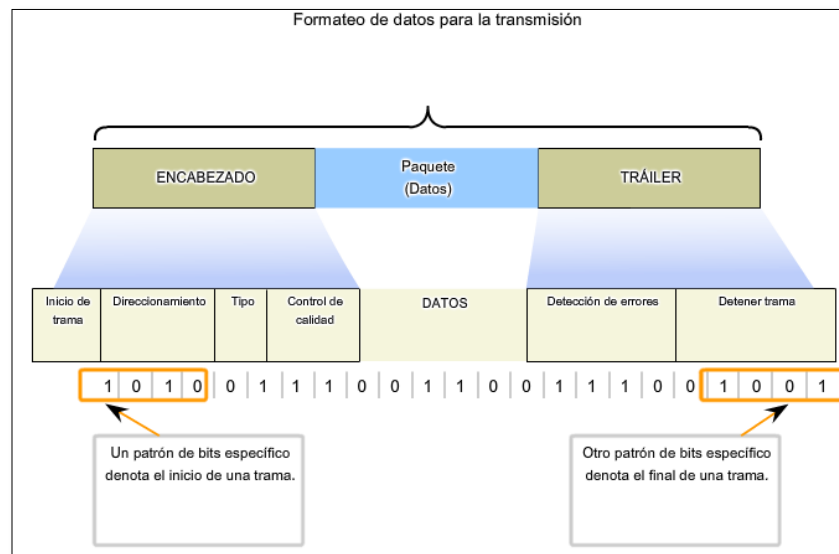 Formateo de datos para la transmisión
ENCABEZADO
Paquete
(Datos)
TRÁILER
Inicio de
trama
Direccionamiento
Tipo
Control de
calidad
DATOS
Detección de errores
Detener trama
1 0 1 0 0 1 1 1 0 0 1 1 0 0 1 1 1 0 0 1 0 0 1
Un patrón de bits específico
denota el inicio de una trama.
Otro patrón de bits específico
denota el final de una trama.